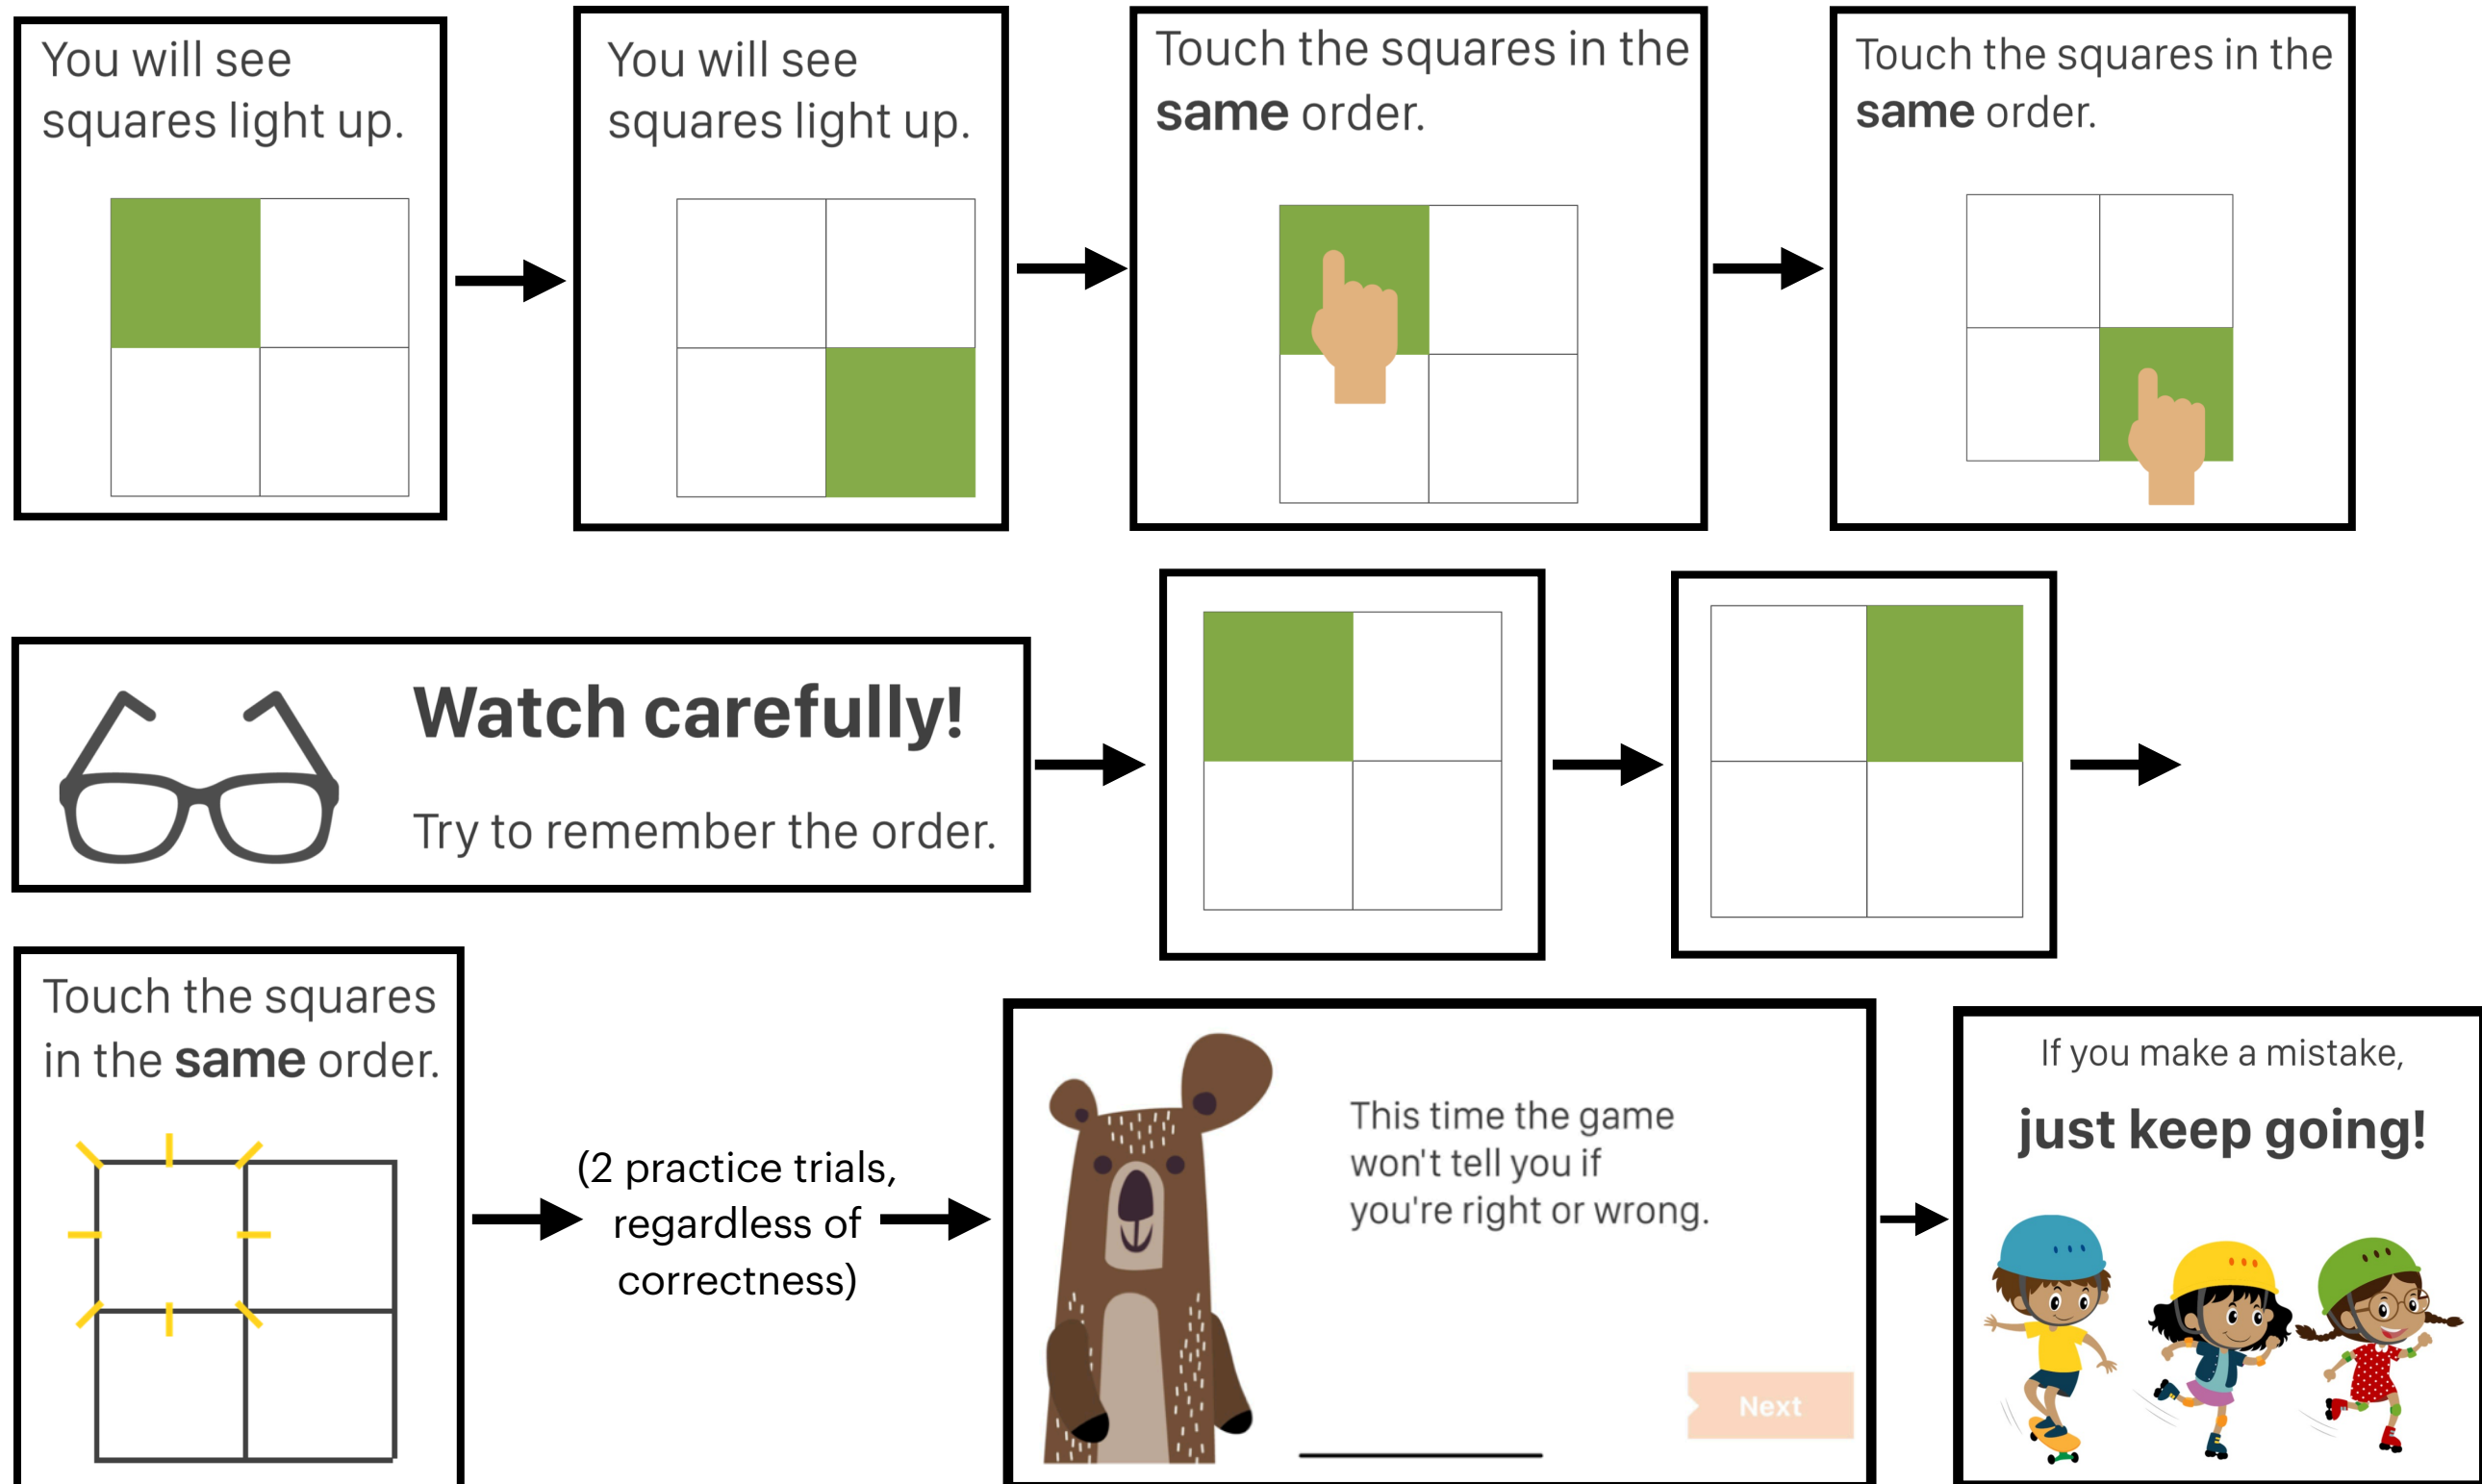 You will see
squares light up.
You will see
squares light up.
Touch the squares in the
same order.
Touch the squares in the
same order.
Watch carefully!
Try to remember the order.
Touch the squares
in the same order.
(2 practice trials,
regardless of
correctness)
This time the game
won't tell you if
you're right or wrong.
Next
If you make a mistake,
just keep going!